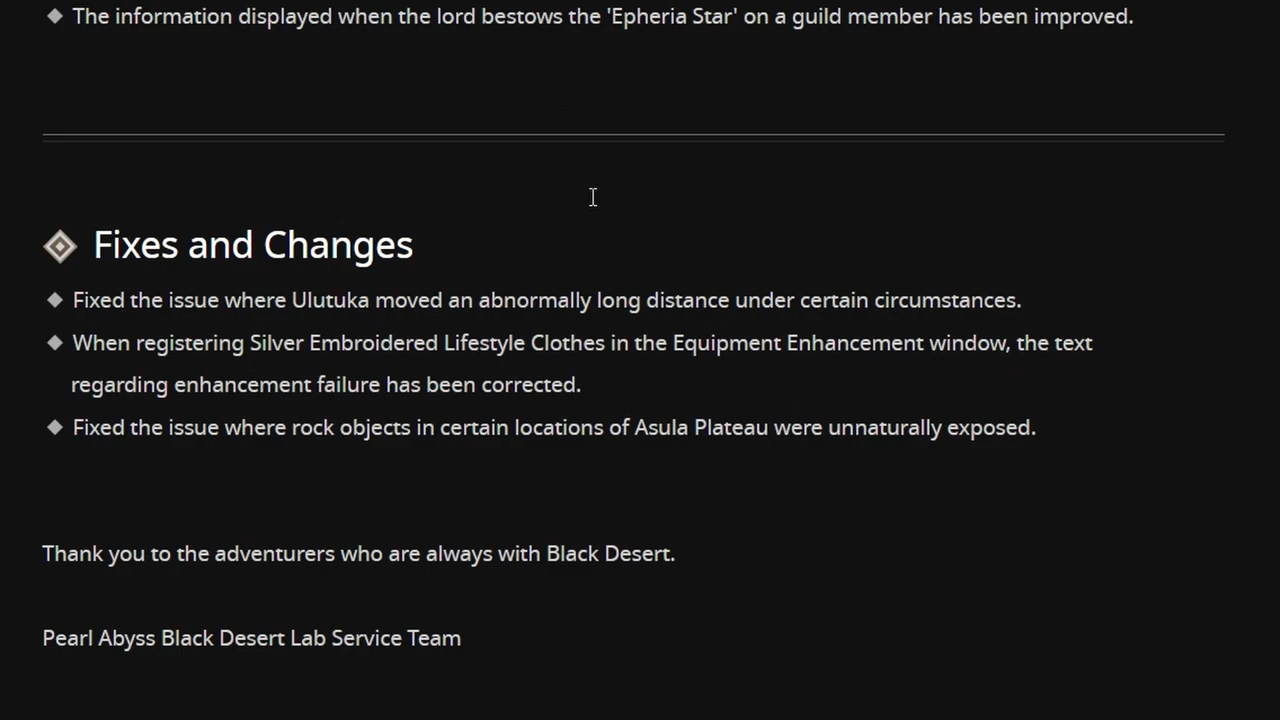 The information displayed when the lord bestows the 'Epheria Star' on a guild member has been improved.
Fixes and Changes
Fixed the issue where Ulutuka moved an abnormally long distance under certain circumstances.
When registering Silver Embroidered Lifestyle Clothes in the Equipment Enhancement window, the text
regarding enhancement failure has been corrected.
Fixed the issue where rock objects in certain locations of Asula Plateau were unnaturally exposed.
Thank you to the adventurers who are always with Black Desert.
Pearl Abyss Black Desert Lab Service Team